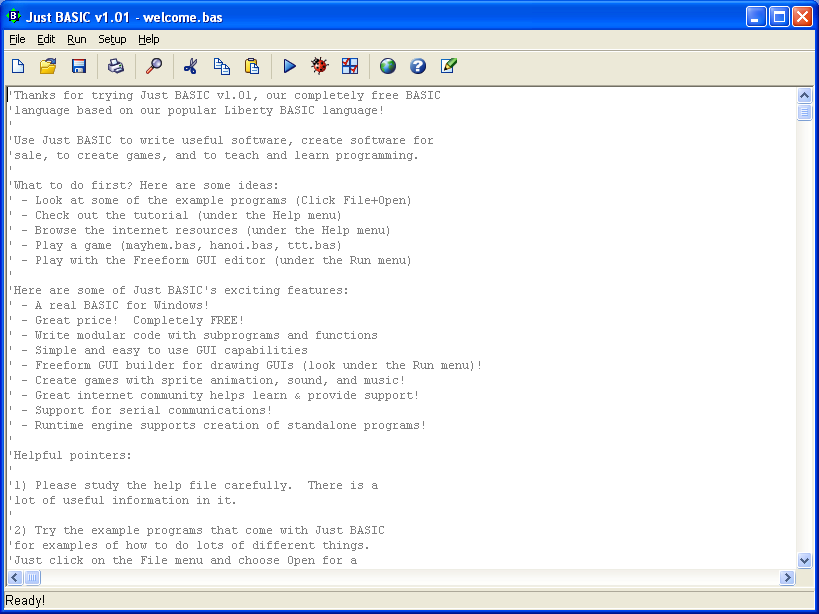 Just BASIC v1.01 - welcome.bas
File Edit Run Setup Help
'Thanks for trying Just BASIC v1.01, our completely free BASIC
'language based on our popular Liberty BASIC language!
'
'Use Just BASIC to write useful software, create software for
'sale, to create games, and to teach and learn programming.
'
'What to do first? Here are some ideas:
' - Look at some of the example programs (Click File+Open)
' - Check out the tutorial (under the Help menu)
' - Browse the internet resources (under the Help menu)
' - Play a game (mayhem.bas, hanoi.bas, ttt.bas)
' - Play with the Freeform GUI editor (under the Run menu)
'
'Here are some of Just BASIC's exciting features:
' - A real BASIC for Windows!
' - Great price!  Completely FREE!
' - Write modular code with subprograms and functions
' - Simple and easy to use GUI capabilities
' - Freeform GUI builder for drawing GUIs (look under the Run menu)!
' - Create games with sprite animation, sound, and music!
' - Great internet community helps learn & provide support!
' - Support for serial communications!
' - Runtime engine supports creation of standalone programs!
'
'Helpful pointers:
'
'1) Please study the help file carefully.  There is a
'lot of useful information in it.
'
'2) Try the example programs that come with Just BASIC
'for examples of how to do lots of different things.
'Just click on the File menu and choose Open for a
Ready!